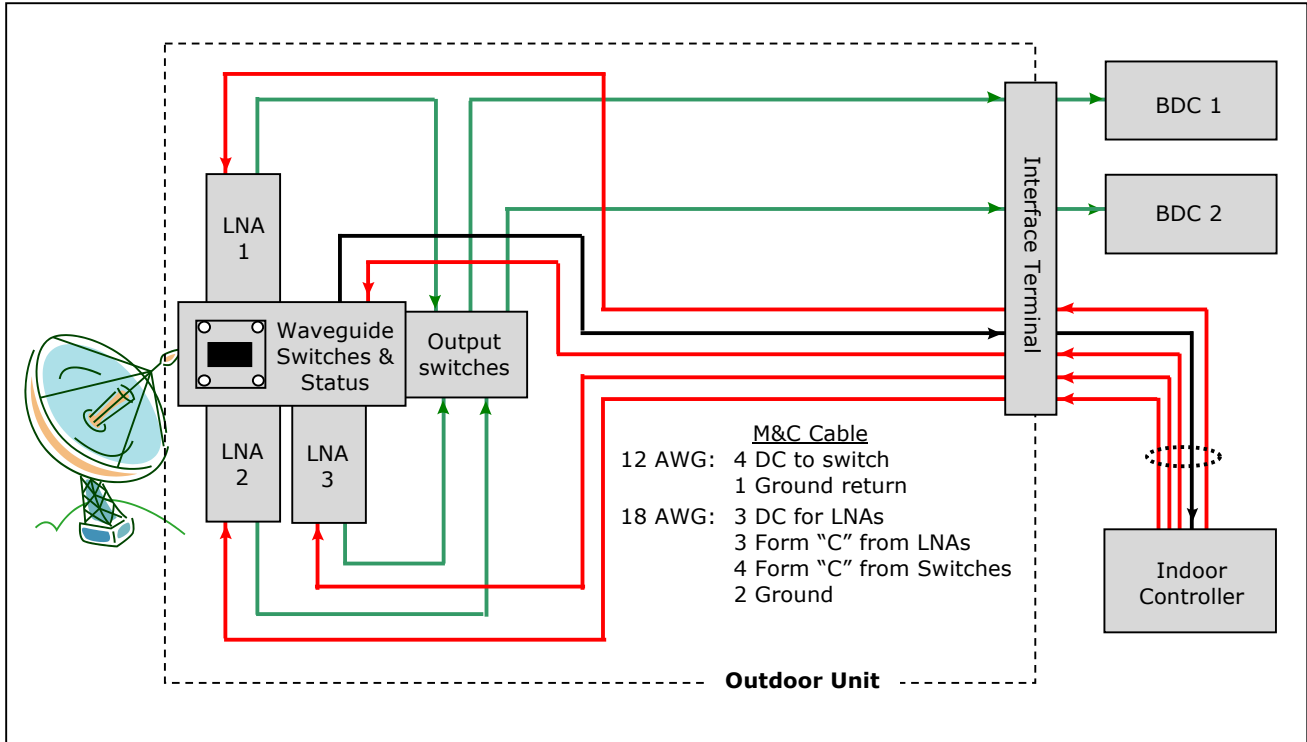 BDC 1
BDC 2
Interface Terminal
LNA
1
Waveguide
Switches &
Status
Output
switches
LNA
2
LNA
3
M&C Cable
12 AWG: 4 DC to switch
1 Ground return
18 AWG: 3 DC for LNAs
3 Form “C” from LNAs
4 Form “C” from Switches
2 Ground
Indoor
Controller
Outdoor Unit